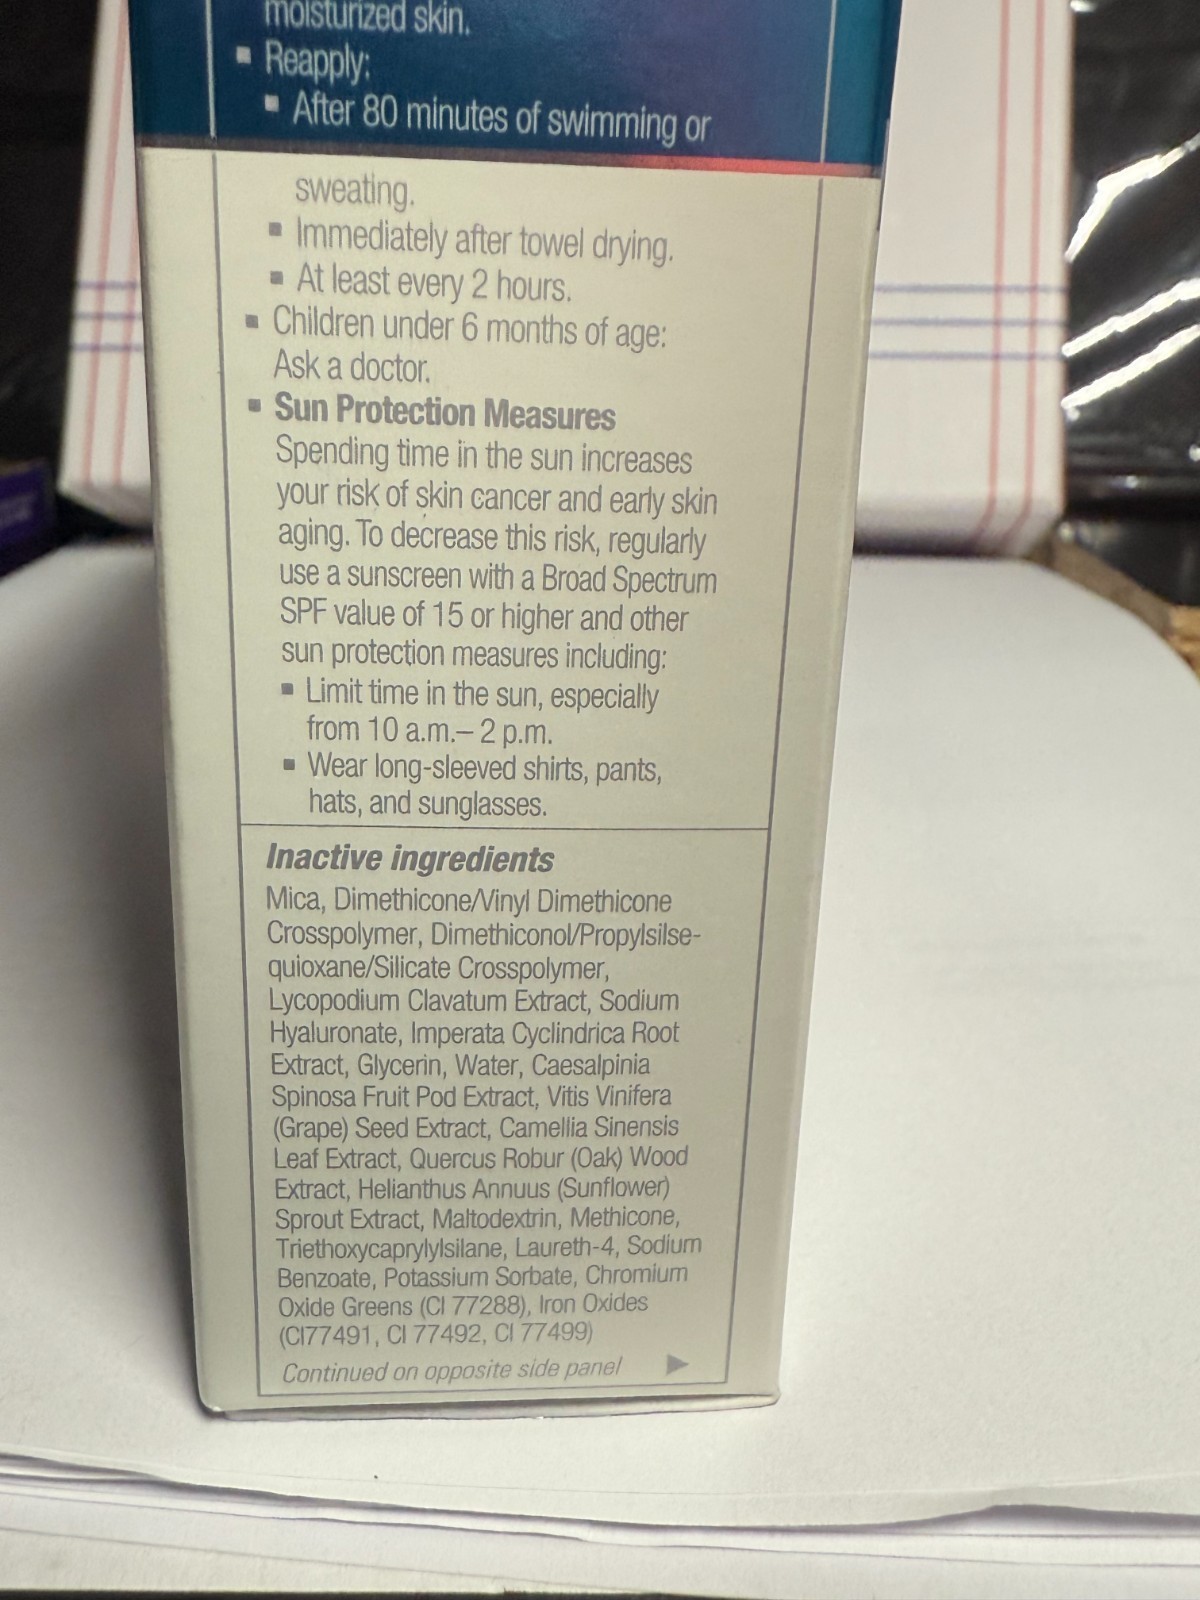 moisturized skin.
▪ Reapply:
▪ After 80 minutes of swimming or
sweating.
▪ Immediately after towel drying.
▪ At least every 2 hours.
▪ Children under 6 months of age:
Ask a doctor.
▪ Sun Protection Measures
Spending time in the sun increases
your risk of skin cancer and early skin
aging. To decrease this risk, regularly
use a sunscreen with a Broad Spectrum
SPF value of 15 or higher and other
sun protection measures including:
▪ Limit time in the sun, especially
from 10 a.m.– 2 p.m.
▪ Wear long-sleeved shirts, pants,
hats, and sunglasses.
Inactive ingredients
Mica, Dimethicone/Vinyl Dimethicone
Crosspolymer, Dimethiconol/Propylsilse-
quioxane/Silicate Crosspolymer,
Lycopodium Clavatum Extract, Sodium
Hyaluronate, Imperata Cyclindrica Root
Extract, Glycerin, Water, Caesalpinia
Spinosa Fruit Pod Extract, Vitis Vinifera
(Grape) Seed Extract, Camellia Sinensis
Leaf Extract, Quercus Robur (Oak) Wood
Extract, Helianthus Annuus (Sunflower)
Sprout Extract, Maltodextrin, Methicone,
Triethoxycaprylylsilane, Laureth-4, Sodium
Benzoate, Potassium Sorbate, Chromium
Oxide Greens (CI 77288), Iron Oxides
(CI77491, CI 77492, CI 77499)
Continued on opposite side panel ▶